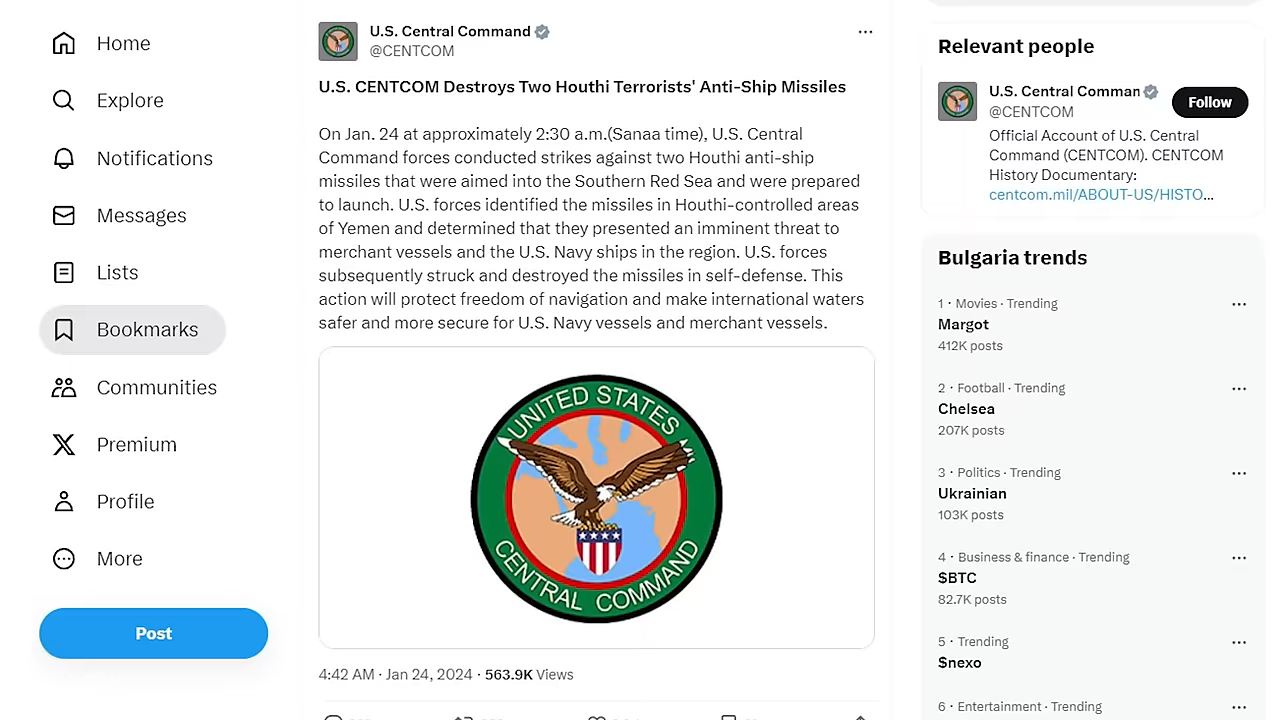 Home
Explore
Notifications
Messages
Lists
Bookmarks
Communities
Premium
Profile
More
Post
U.S. Central Command
@CENTCOM
U.S. CENTCOM Destroys Two Houthi Terrorists' Anti-Ship Missiles
On Jan. 24 at approximately 2:30 a.m.(Sanaa time), U.S. Central
Command forces conducted strikes against two Houthi anti-ship
missiles that were aimed into the Southern Red Sea and were prepared
to launch. U.S. forces identified the missiles in Houthi-controlled areas
of Yemen and determined that they presented an imminent threat to
merchant vessels and the U.S. Navy ships in the region. U.S. forces
subsequently struck and destroyed the missiles in self-defense. This
action will protect freedom of navigation and make international waters
safer and more secure for U.S. Navy vessels and merchant vessels.
UNITED STATES
CENTRAL COMMAND
4:42 AM · Jan 24, 2024 · 563.9K Views
Relevant people
U.S. Central Comman
@CENTCOM
Follow
Official Account of U.S. Central
Command (CENTCOM). CENTCOM
History Documentary:
centcom.mil/ABOUT-US/HISTO...
Bulgaria trends
1 · Movies · Trending
Margot
412K posts
2 · Football · Trending
Chelsea
207K posts
3 · Politics · Trending
Ukrainian
103K posts
4 · Business & finance · Trending
$BTC
82.7K posts
5 · Trending
$nexo
6 · Entertainment · Trending